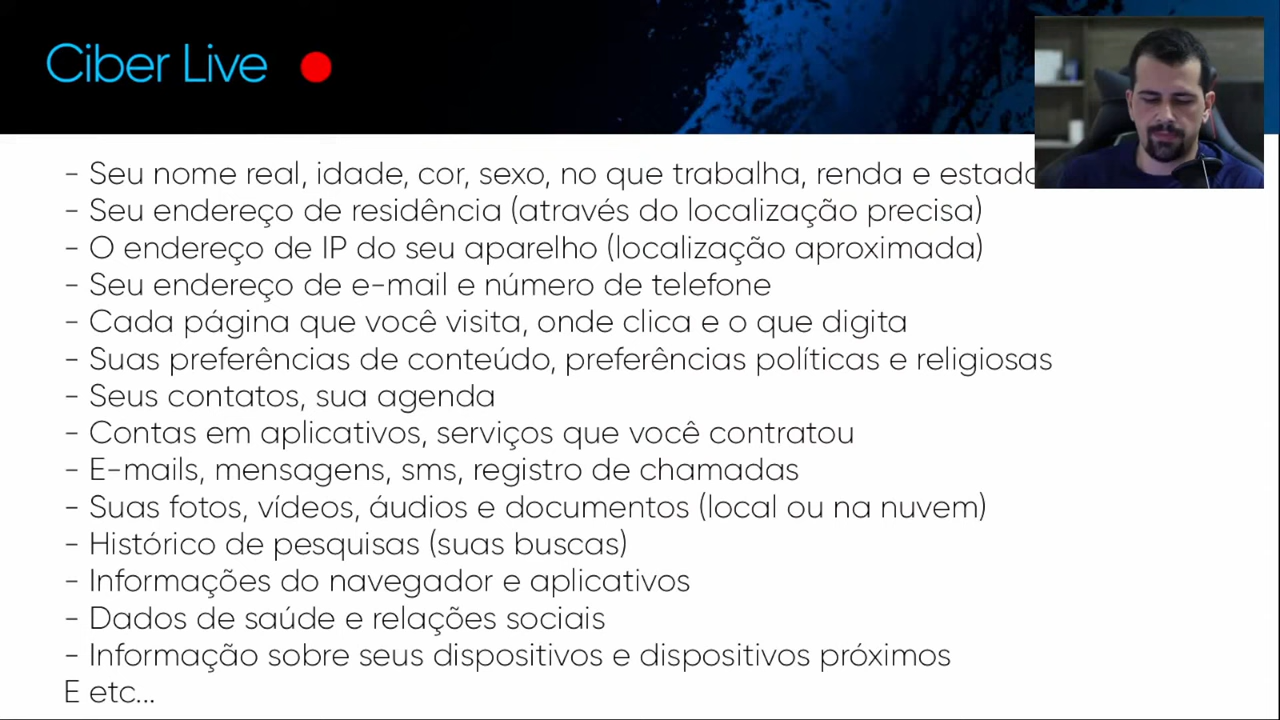 Ciber Live
- Seu nome real, idade, cor, sexo, no que trabalha, renda e
- Seu endereço de residência (através do localização precisa)
- O endereço de IP do seu aparelho (localização aproximada)
- Seu endereço de e-mail e número de telefone
- Cada página que você visita, onde clica e o que digita
- Suas preferências de conteúdo, preferências políticas e religiosas
- Seus contatos, sua agenda
- Contas em aplicativos, serviços que você contratou
- E-mails, mensagens, sms, registro de chamadas
- Suas fotos, vídeos, áudios e documentos (local ou na nuvem)
- Histórico de pesquisas (suas buscas)
- Informações do navegador e aplicativos
- Dados de saúde e relações sociais
- Informação sobre seus dispositivos e dispositivos próximos
E etc...